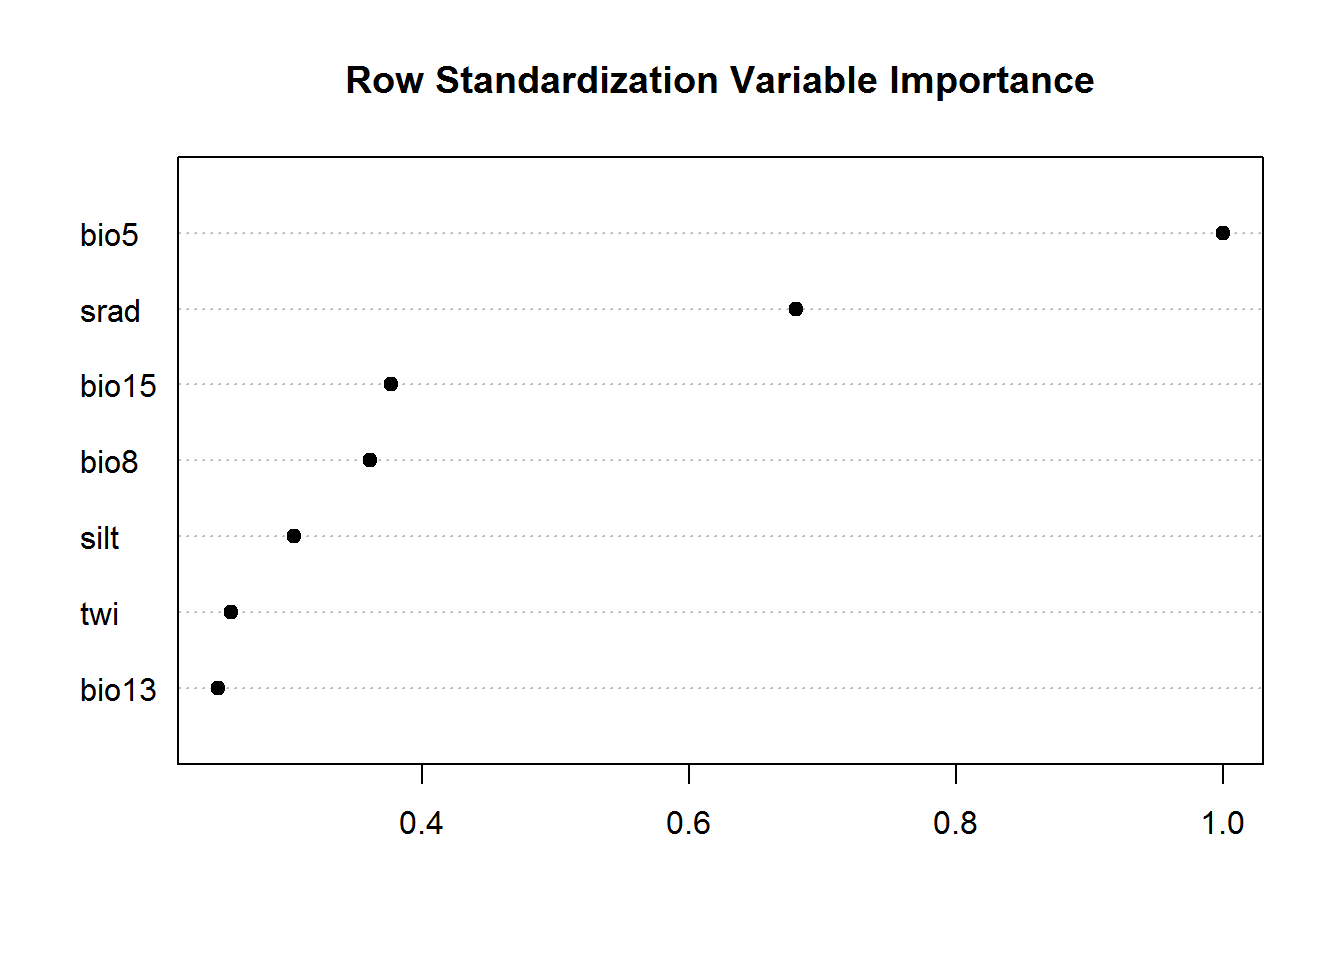 Row Standardization Variable Importance
bio5
srad
bio15
bio8
silt
twi
bio13
0.4 0.6 0.8 1.0